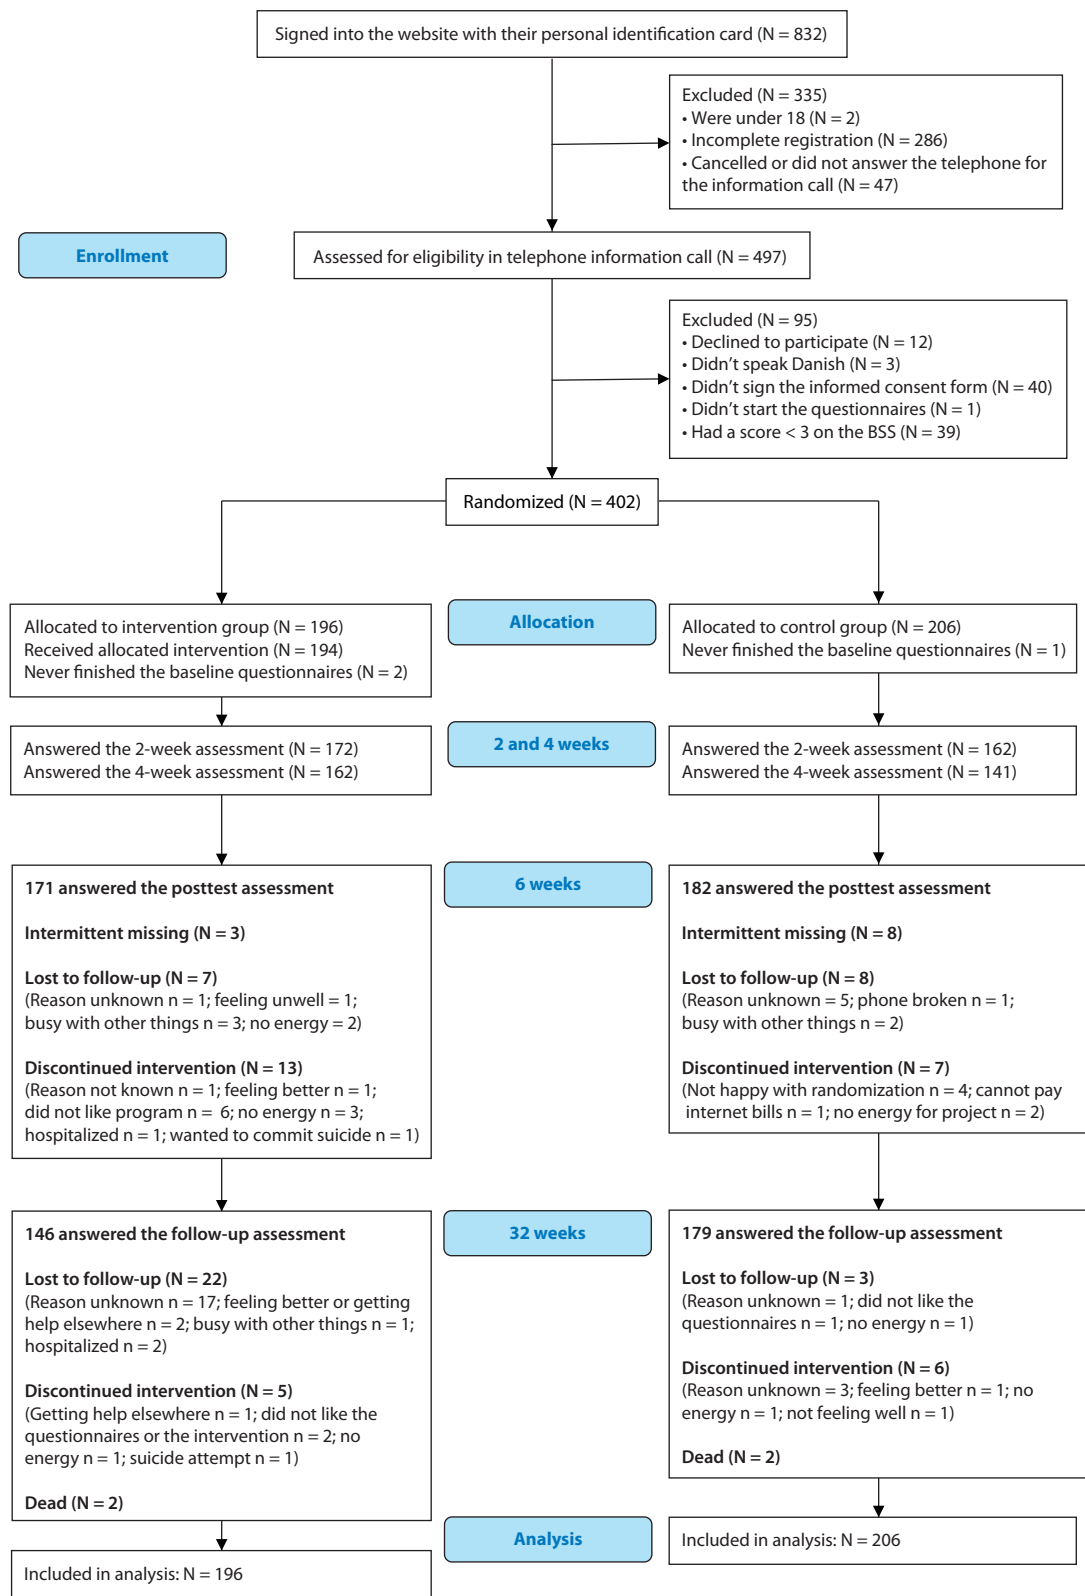 Signed into the website with their personal identification card (N = 832)
Excluded (N = 335)
• Were under 18 (N = 2)
• Incomplete registration (N = 286)
• Cancelled or did not answer the telephone for
the information call (N = 47)
Enrollment
Assessed for eligibility in telephone information call (N = 497)
Excluded (N = 95)
• Declined to participate (N = 12)
• Didn't speak Danish (N = 3)
• Didn't sign the informed consent form (N = 40)
• Didn't start the questionnaires (N = 1)
• Had a score < 3 on the BSS (N = 39)
Randomized (N = 402)
Allocated to intervention group (N = 196)
Received allocated intervention (N = 194)
Never finished the baseline questionnaires (N = 2)
Allocation
Allocated to control group (N = 206)
Never finished the baseline questionnaires (N = 1)
Answered the 2-week assessment (N = 172)
Answered the 4-week assessment (N = 162)
2 and 4 weeks
Answered the 2-week assessment (N = 162)
Answered the 4-week assessment (N = 141)
171 answered the posttest assessment
Intermittent missing (N = 3)
Lost to follow-up (N = 7)
(Reason unknown n = 1; feeling unwell = 1;
busy with other things n = 3; no energy = 2)
Discontinued intervention (N = 13)
(Reason not known n = 1; feeling better n = 1;
did not like program n = 6; no energy n = 3;
hospitalized n = 1; wanted to commit suicide n = 1)
6 weeks
182 answered the posttest assessment
Intermittent missing (N = 8)
Lost to follow-up (N = 8)
(Reason unknown = 5; phone broken n = 1;
busy with other things n = 2)
Discontinued intervention (N = 7)
(Not happy with randomization n = 4; cannot pay
internet bills n = 1; no energy for project n = 2)
146 answered the follow-up assessment
Lost to follow-up (N = 22)
(Reason unknown n = 17; feeling better or getting
help elsewhere n = 2; busy with other things n = 1;
hospitalized n = 2)
Discontinued intervention (N = 5)
(Getting help elsewhere n = 1; did not like the
questionnaires or the intervention n = 2; no
energy n = 1; suicide attempt n = 1)
Dead (N = 2)
32 weeks
179 answered the follow-up assessment
Lost to follow-up (N = 3)
(Reason unknown n = 1; did not like the
questionnaires n = 1; no energy n = 1)
Discontinued intervention (N = 6)
(Reason unknown = 3; feeling better n = 1; no
energy n = 1; not feeling well n = 1)
Dead (N = 2)
Analysis
Included in analysis: N = 206
Included in analysis: N = 196